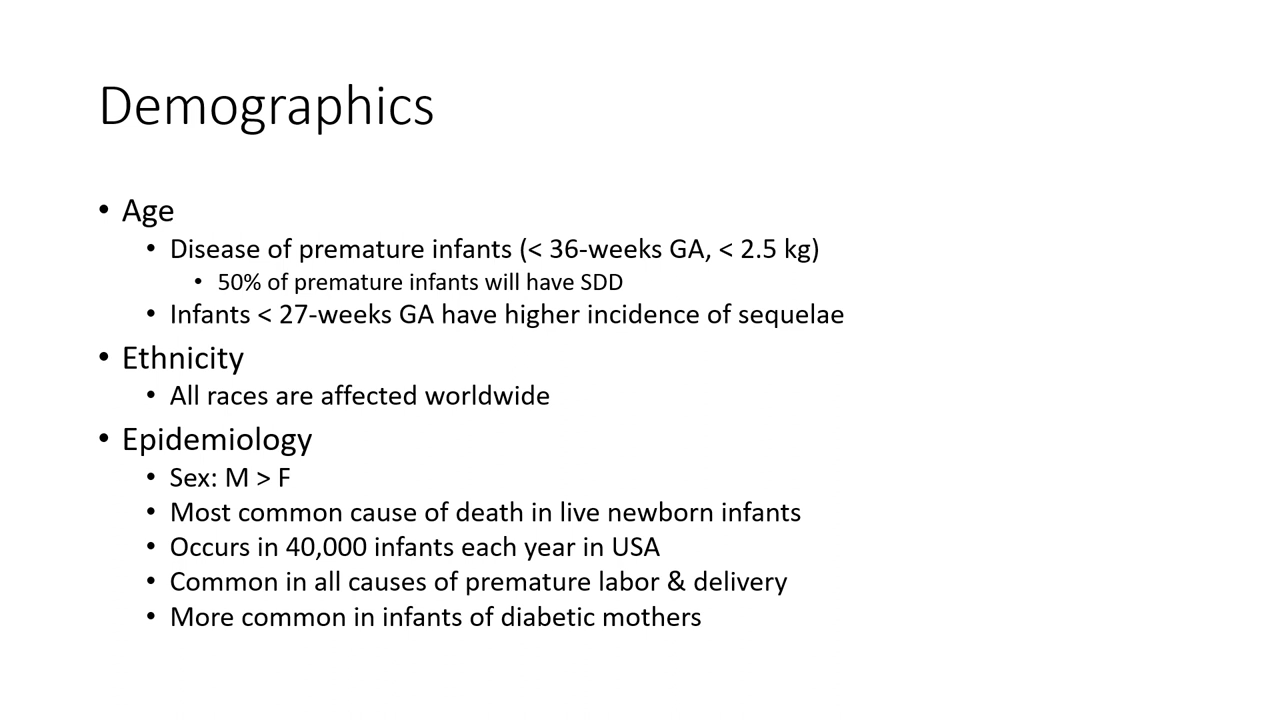 Demographics
• Age
• Disease of premature infants (< 36-weeks GA, < 2.5 kg)
• 50% of premature infants will have SDD
• Infants < 27-weeks GA have higher incidence of sequelae
• Ethnicity
• All races are affected worldwide
• Epidemiology
• Sex: M > F
• Most common cause of death in live newborn infants
• Occurs in 40,000 infants each year in USA
• Common in all causes of premature labor & delivery
• More common in infants of diabetic mothers